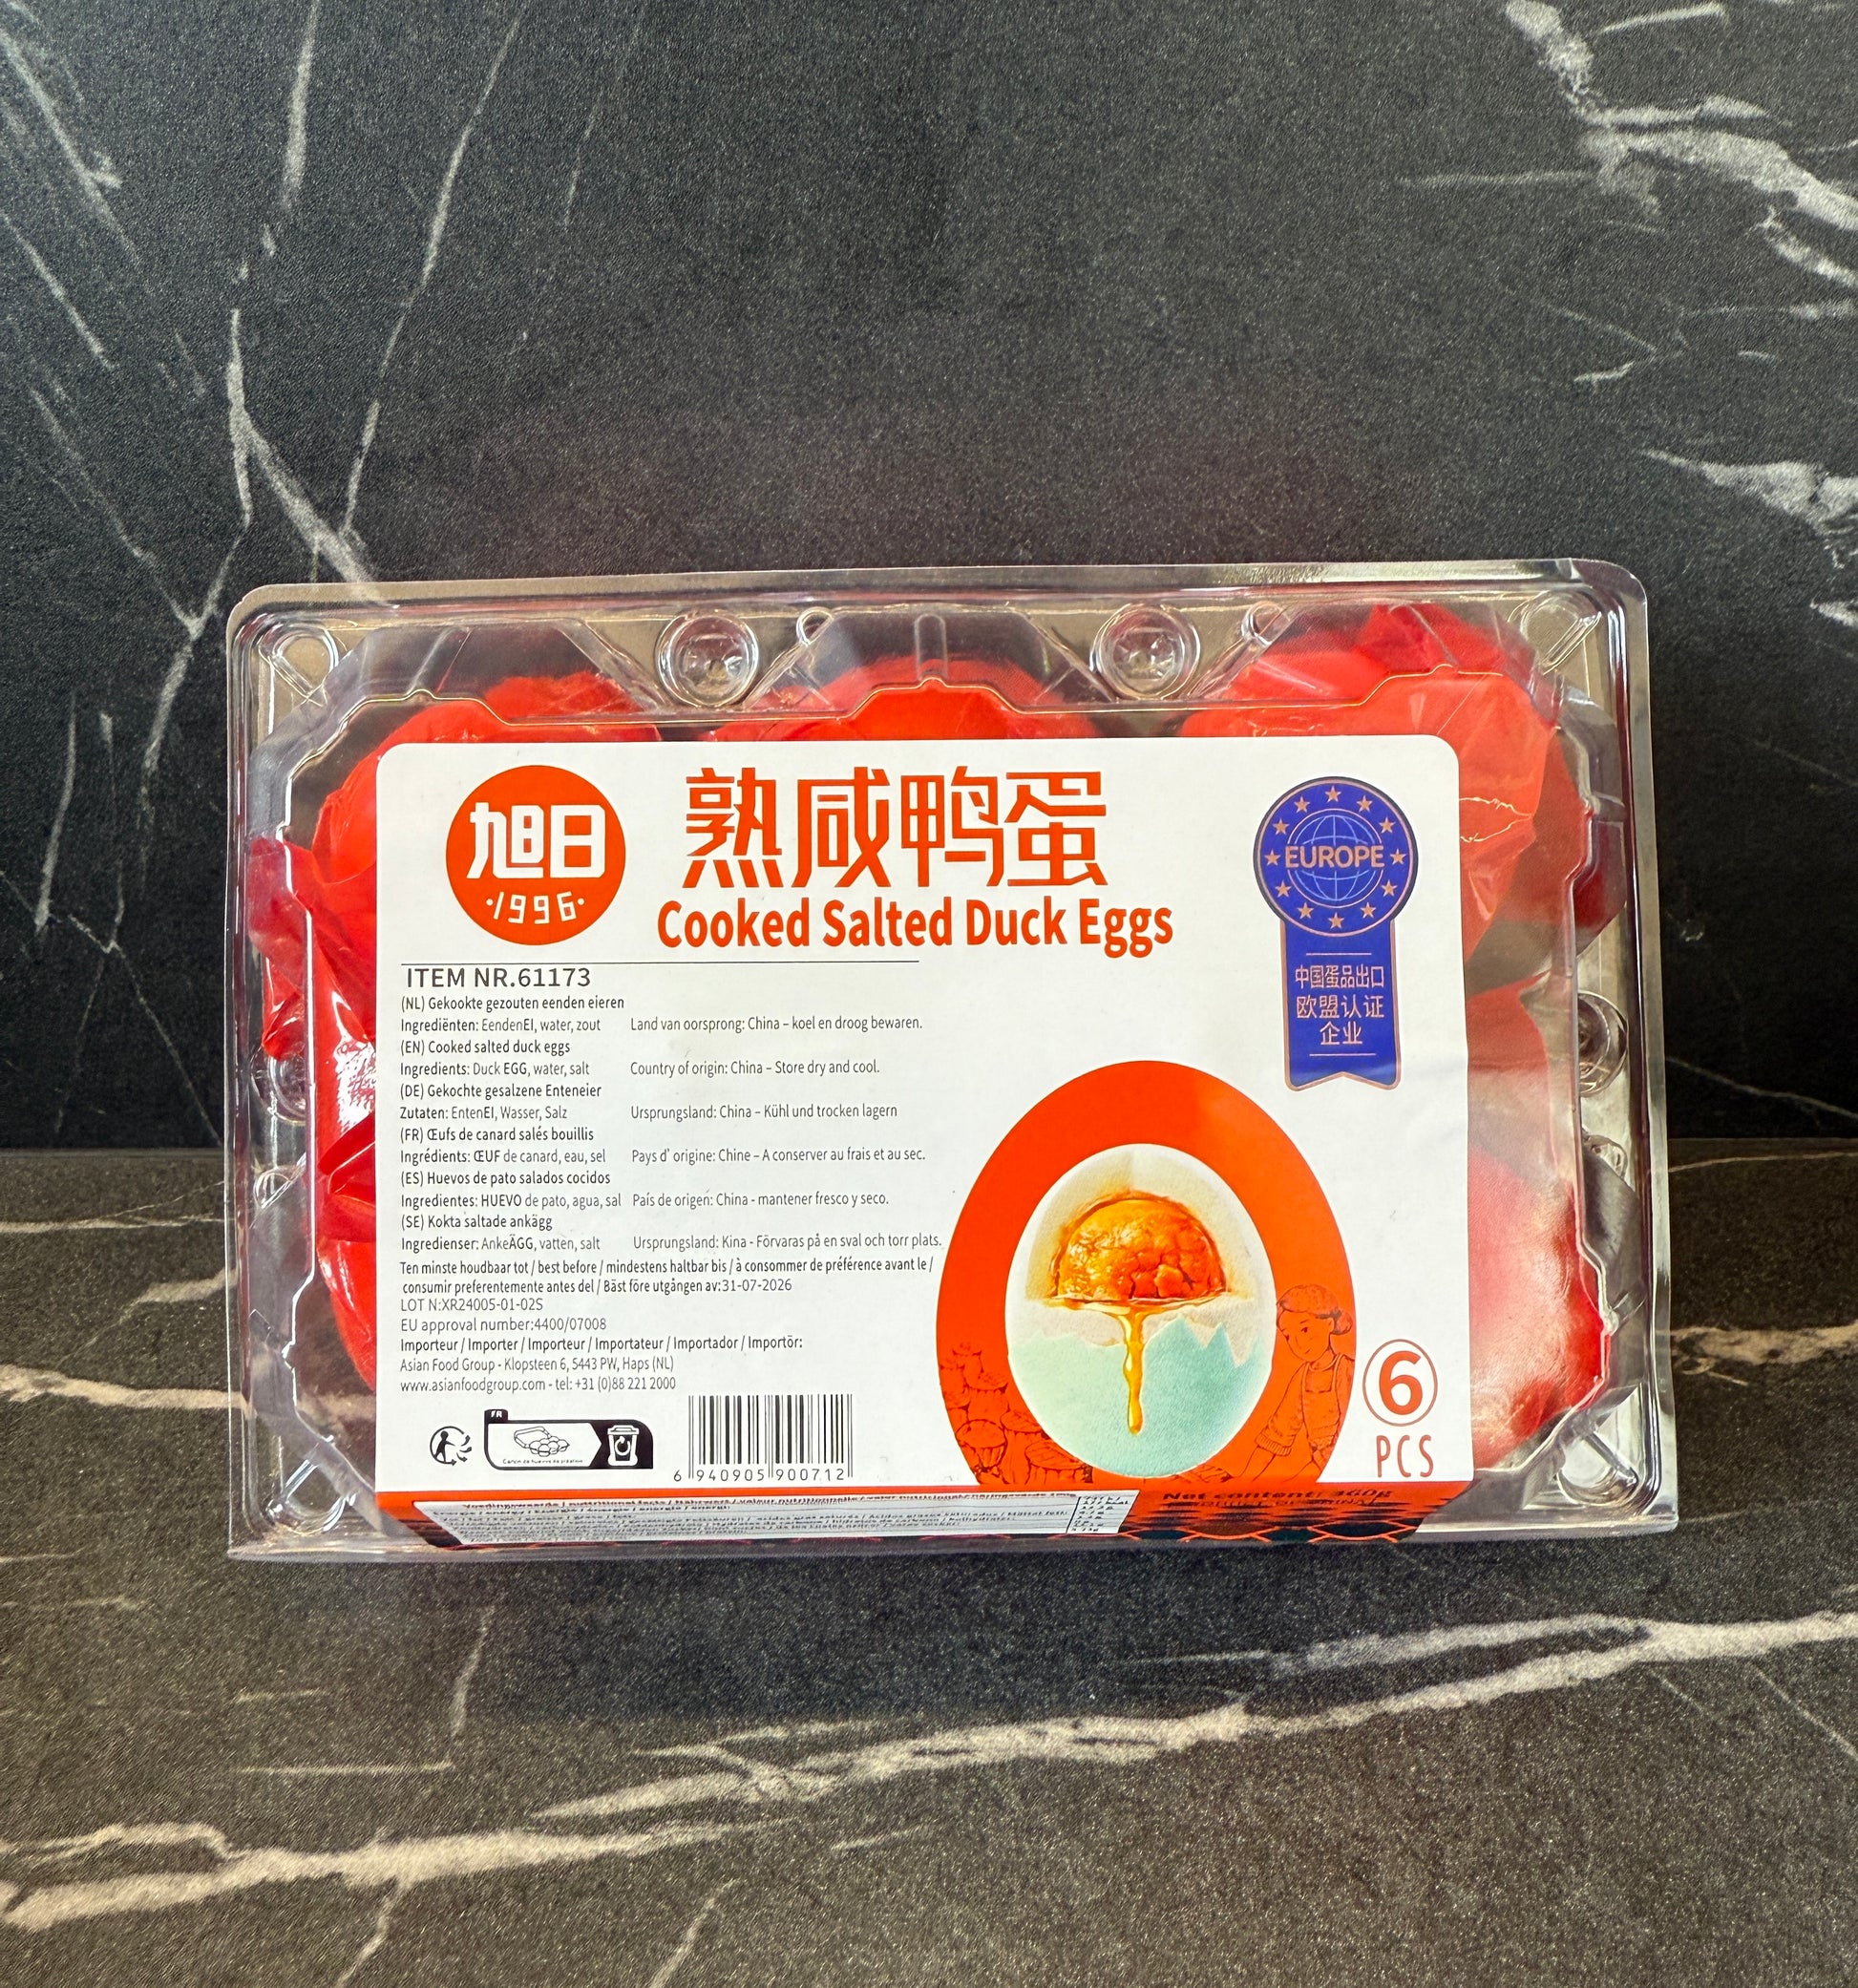 旭日
·1996·
熟咸鸭蛋
Cooked Salted Duck Eggs
EUROPE
中国蛋品出口
欧盟认证
企业
ITEM NR.61173
(NL) Gekookte gezouten eenden eieren
Ingrediënten: EendenEI, water, zout Land van oorsprong: China – koel en droog bewaren.
(EN) Cooked salted duck eggs
Ingredients: Duck EGG, water, salt Country of origin: China – Store dry and cool.
(DE) Gekochte gesalzene Enteneier
Zutaten: EntenEI, Wasser, Salz Ursprungsland: China – Kühl und trocken lagern
(FR) Œufs de canard salés bouillis
Ingrédients: ŒUF de canard, eau, sel Pays d' origine: Chine – A conserver au frais et au sec.
(ES) Huevos de pato salados cocidos
Ingredientes: HUEVO de pato, agua, sal País de origen: China - mantener fresco y seco.
(SE) Kokta saltade ankägg
Ingredienser: AnkeÄGG, vatten, salt Ursprungsland: Kina - Förvaras på en sval och torr plats.
Ten minste houdbaar tot / best before / mindestens haltbar bis / à consommer de préférence avant le /
consumir preferentemente antes del / Bäst före utgången av:31-07-2026
LOT N:XR24005-01-02S
EU approval number:4400/07008
Importeur / Importer / Importeur / Importateur / Importador / Importör:
Asian Food Group - Klopsteen 6, 5443 PW, Haps (NL)
www.asianfoodgroup.com - tel: +31 (0)88 221 2000
FR
6 940905 900712
6
PCS
Net content: 360g